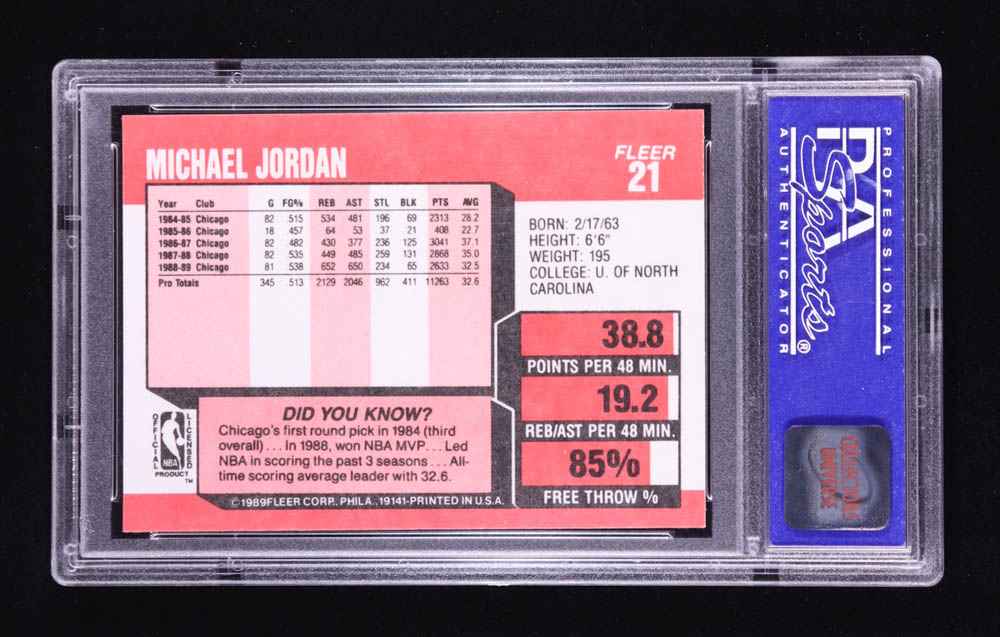 MICHAEL JORDAN
FLEER
21
Year Club G FG% REB AST STL BLK PTS AVG
1984-85 Chicago 82 .515 534 481 196 69 2313 28.2
1985-86 Chicago 18 .457 64 53 37 21 408 22.7
1986-87 Chicago 82 .482 430 377 236 125 3041 37.1
1987-88 Chicago 82 .535 449 485 259 131 2868 35.0
1988-89 Chicago 81 .538 652 650 234 65 2633 32.5
Pro Totals 345 .513 2129 2046 962 411 11263 32.6
BORN: 2/17/63
HEIGHT: 6'6"
WEIGHT: 195
COLLEGE: U. OF NORTH
CAROLINA
38.8
POINTS PER 48 MIN.
19.2
REB/AST PER 48 MIN.
85%
FREE THROW %
OFFICIAL
NBA
LICENSED
PRODUCT
TM
DID YOU KNOW?
Chicago's first round pick in 1984 (third
overall) . . . In 1988, won NBA MVP . . . Led
NBA in scoring the past 3 seasons . . . All-
time scoring average leader with 32.6.
© 1989 FLEER CORP., PHILA., 19141-PRINTED IN U.S.A.
PROFESSIONAL
PSA
Sports®
AUTHENTICATOR
COLLECTORS
UNIVERSE